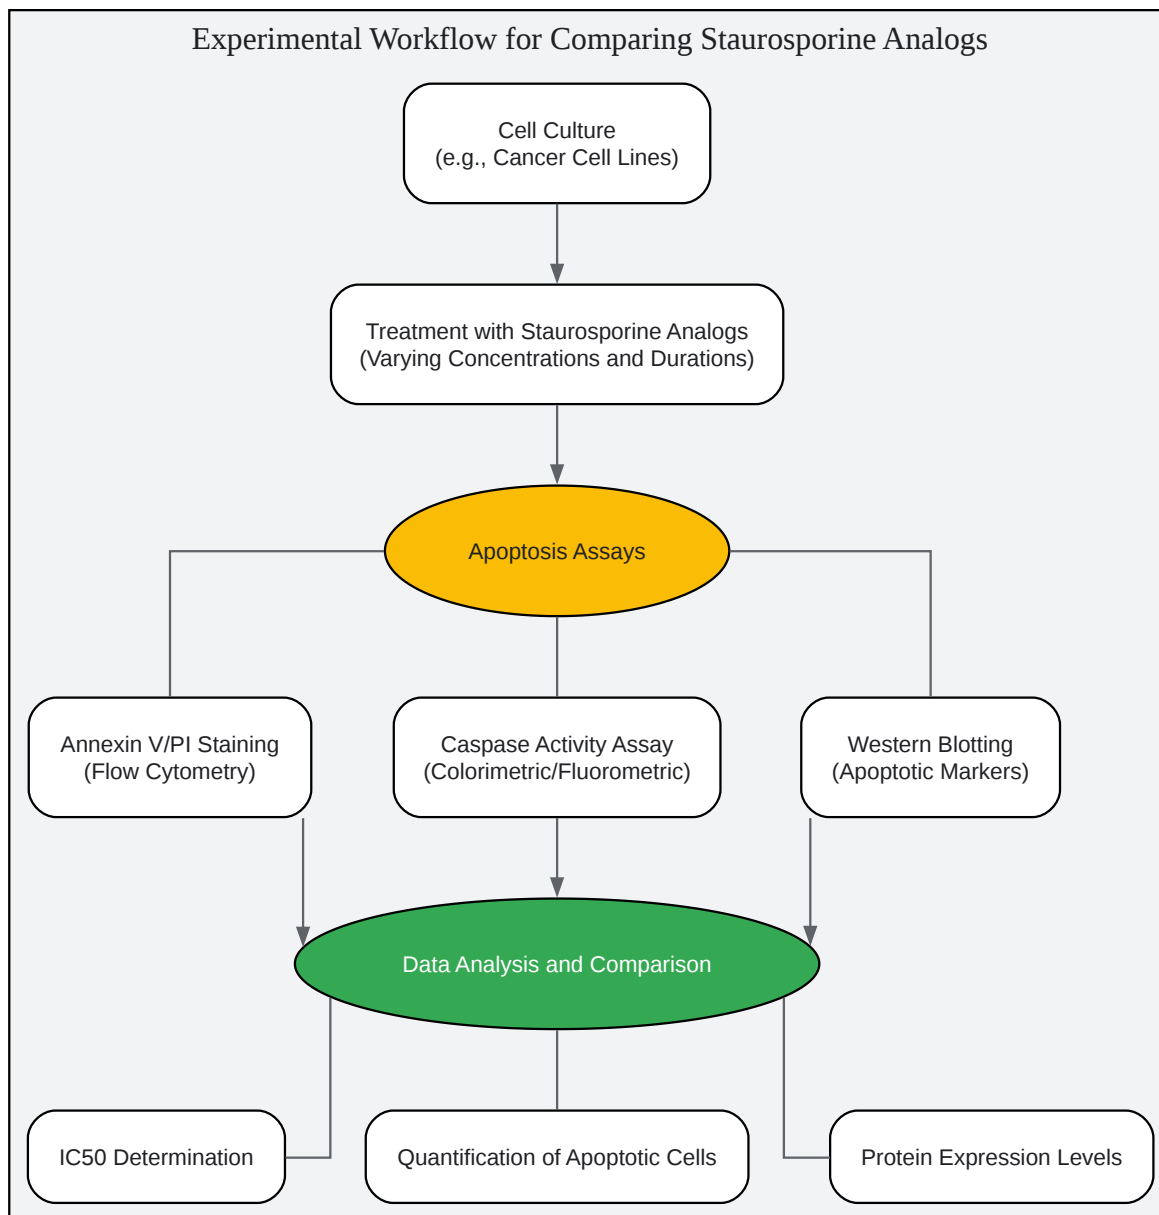 Experimental Workflow for Comparing Staurosporine Analogs
Cell Culture
(e.g., Cancer Cell Lines)
Treatment with Staurosporine Analogs
(Varying Concentrations and Durations)
Apoptosis Assays
Annexin V/PI Staining
(Flow Cytometry)
Caspase Activity Assay
(Colorimetric/Fluorometric)
Western Blotting
(Apoptotic Markers)
Data Analysis and Comparison
IC50 Determination
Quantification of Apoptotic Cells
Protein Expression Levels